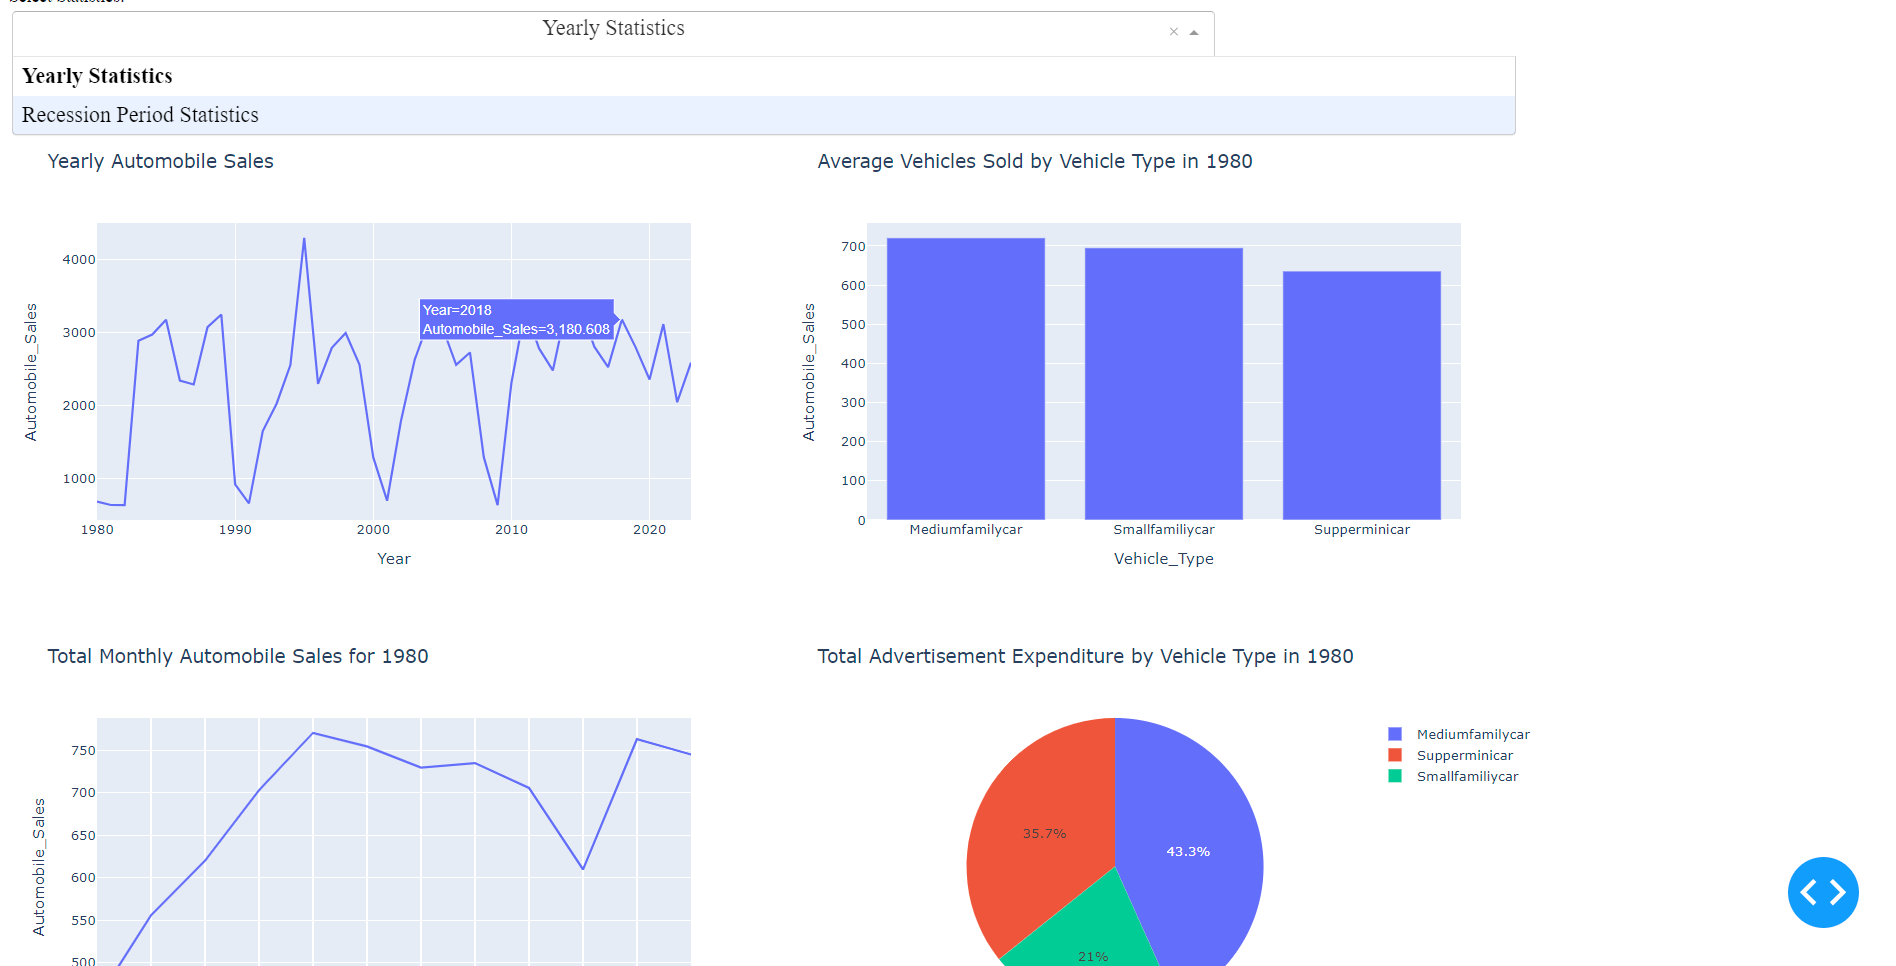 Select Statistics:
Yearly Statistics
×
Yearly Statistics
Recession Period Statistics
Yearly Automobile Sales
4000
3000
2000
1000
Automobile_Sales
Year=2018
Automobile_Sales=3,180.608
1980 1990 2000 2010 2020
Year
Average Vehicles Sold by Vehicle Type in 1980
700
600
500
400
300
200
100
0
Automobile_Sales
Mediumfamilycar Smallfamiliycar Supperminicar
Vehicle_Type
Total Monthly Automobile Sales for 1980
750
700
650
600
550
500
Automobile_Sales
Total Advertisement Expenditure by Vehicle Type in 1980
35.7%
43.3%
21%
Mediumfamilycar
Supperminicar
Smallfamiliycar